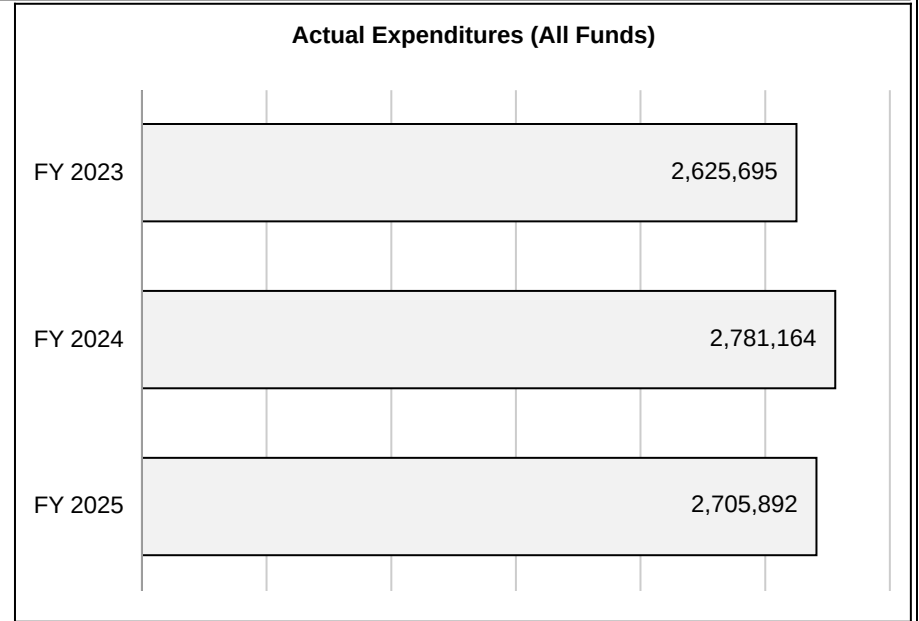 Actual Expenditures (All Funds)
FY 2023
2,625,695
FY 2024
2,781,164
FY 2025
2,705,892